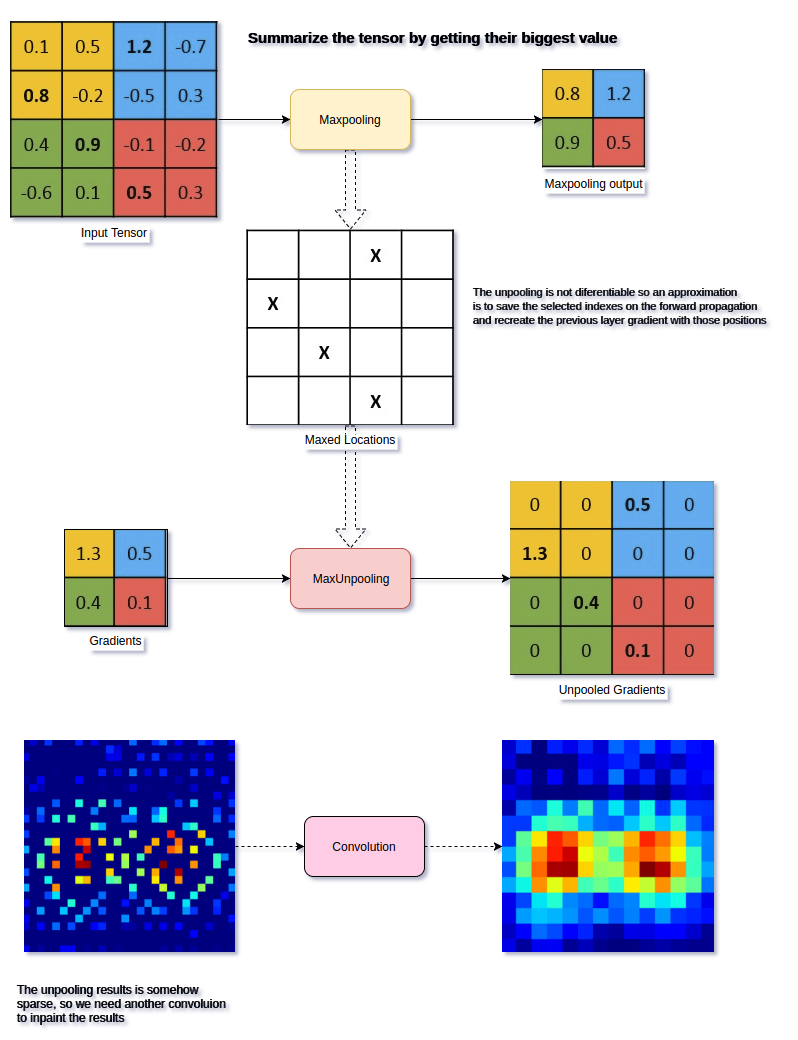 Summarize the tensor by getting their biggest value
0.1 0.5 1.2 -0.7
0.8 -0.2 -0.5 0.3
0.4 0.9 -0.1 -0.2
-0.6 0.1 0.5 0.3
Input Tensor
Maxpooling
0.8 1.2
0.9 0.5
Maxpooling output
X
X
X
X
Maxed Locations
The unpooling is not diferentiable so an approximation
is to save the selected indexes on the forward propagation
and recreate the previous layer gradient with those positions
1.3 0.5
0.4 0.1
Gradients
MaxUnpooling
0 0 0.5 0
1.3 0 0 0
0 0.4 0 0
0 0 0.1 0
Unpooled Gradients
Convolution
The unpooling results is somehow
sparse, so we need another convoluion
to inpaint the results